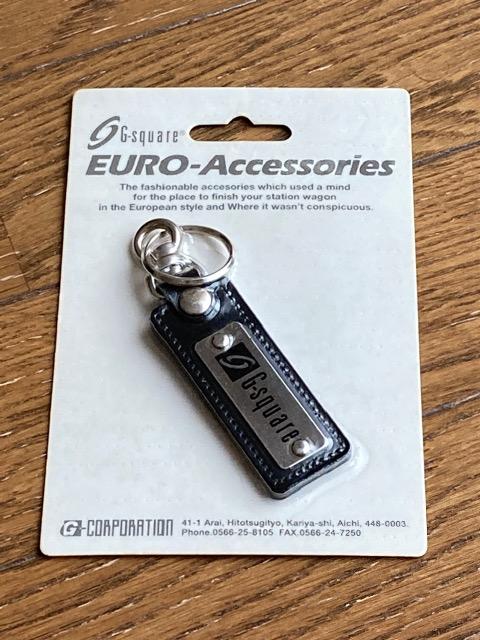 G-square®
EURO-Accessories
The fashionable accesories which used a mind
for the place to finish your station wagon
in the European style and Where it wasn't conspicuous.
G-square
G-CORPORATION
41-1 Arai, Hitotsugityo, Kariya-shi, Aichi, 448-0003.
Phone.0566-25-8105 FAX.0566-24-7250